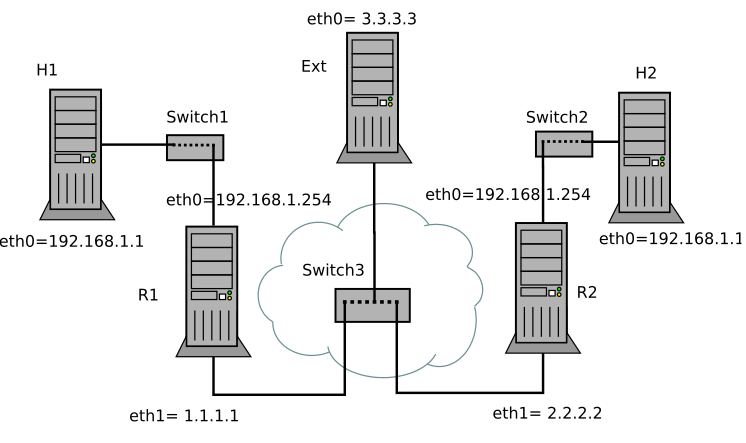 eth0= 3.3.3.3
H1
Ext
H2
Switch1
Switch2
eth0=192.168.1.254
eth0=192.168.1.254
eth0=192.168.1.1
eth0=192.168.1.1
Switch3
R1
R2
eth1= 1.1.1.1
eth1= 2.2.2.2